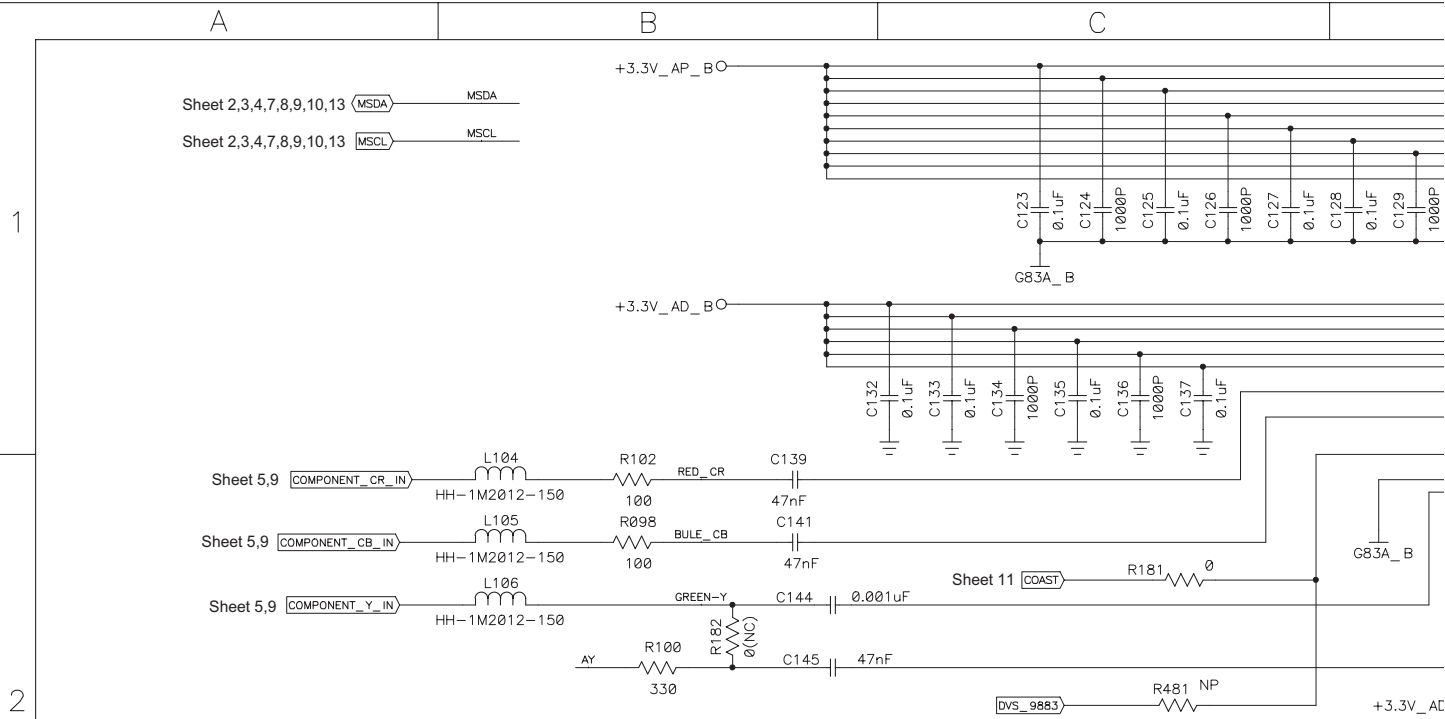 A B C
+3.3V_AP_B
Sheet 2,3,4,7,8,9,10,13 MSDA MSDA
Sheet 2,3,4,7,8,9,10,13 MSCL MSCL
1
C123 0.1uF C124 1000P C125 0.1uF C126 1000P C127 0.1uF C128 0.1uF C129 1000P
G83A_B
+3.3V_AD_B
C132 0.1uF C133 0.1uF C134 1000P C135 0.1uF C136 1000P C137 0.1uF
L104 R102 RED_CR C139
Sheet 5,9 COMPONENT_CR_IN
HH-1M2012-150 100 47nF
L105 R098 BULE_CB C141
Sheet 5,9 COMPONENT_CB_IN
HH-1M2012-150 100 47nF
G83A_B
Sheet 11 COAST R181 0
L106 GREEN-Y C144 0.001uF
Sheet 5,9 COMPONENT_Y_IN
HH-1M2012-150
R182 0(NC)
AY R100 C145 47nF
330
2
DVS_9883 R481 NP
+3.3V_AD